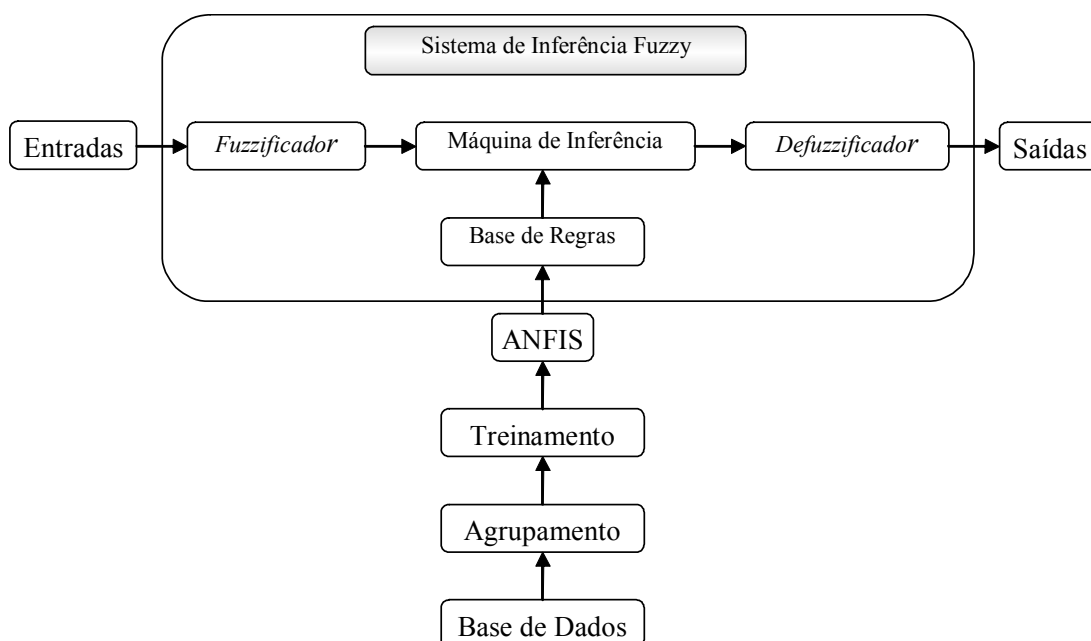 Sistema de Inferência Fuzzy
Entradas
Fuzzificador
Máquina de Inferência
Defuzzificador
Saídas
Base de Regras
ANFIS
Treinamento
Agrupamento
Base de Dados